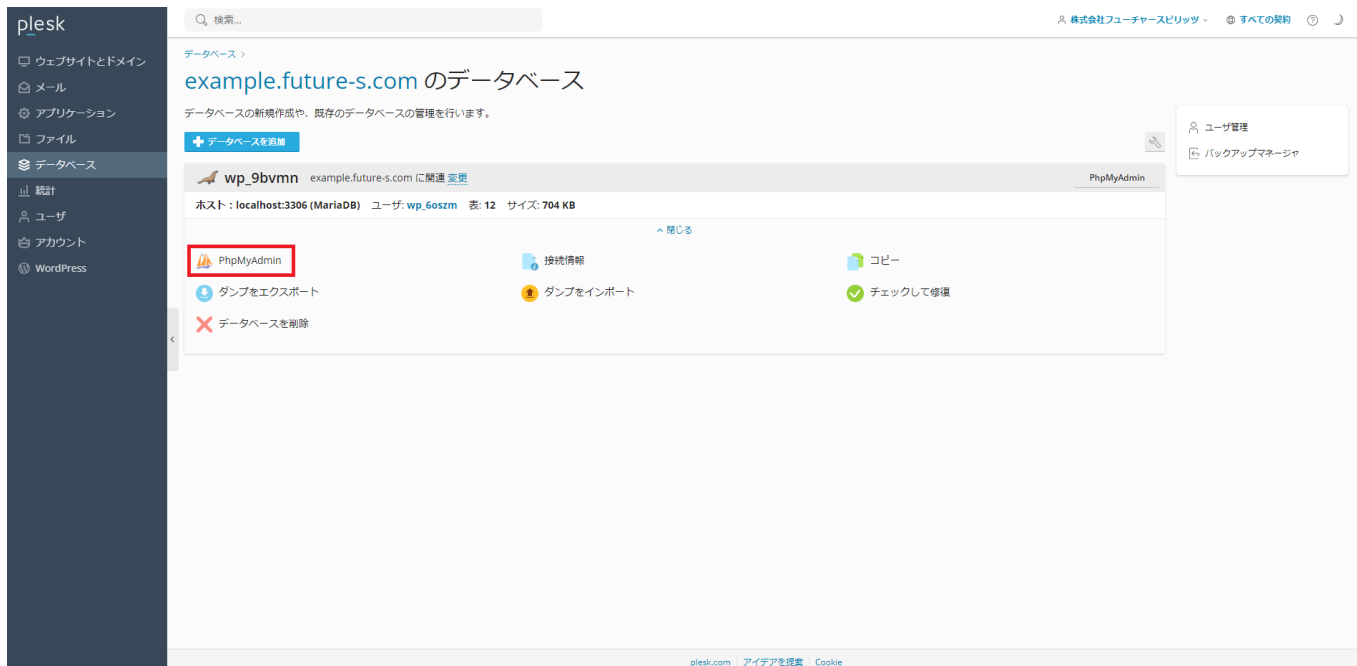 plesk
検索...
株式会社フューチャースピリッツ
すべての契約
ウェブサイトとドメイン
メール
アプリケーション
ファイル
データベース
統計
ユーザ
アカウント
WordPress
データベース >
example.future-s.com のデータベース
データベースの新規作成や、既存のデータベースの管理を行います。
データベースを追加
wp_9bvmn example.future-s.com に関連 変更 PhpMyAdmin
ホスト：localhost:3306 (MariaDB) ユーザ: wp_6oszm 表: 12 サイズ: 704 KB
閉じる
PhpMyAdmin 接続情報 コピー
ダンプをエクスポート ダンプをインポート チェックして修復
データベースを削除
ユーザ管理
バックアップマネージャ
plesk.com アイデアを提案 Cookie